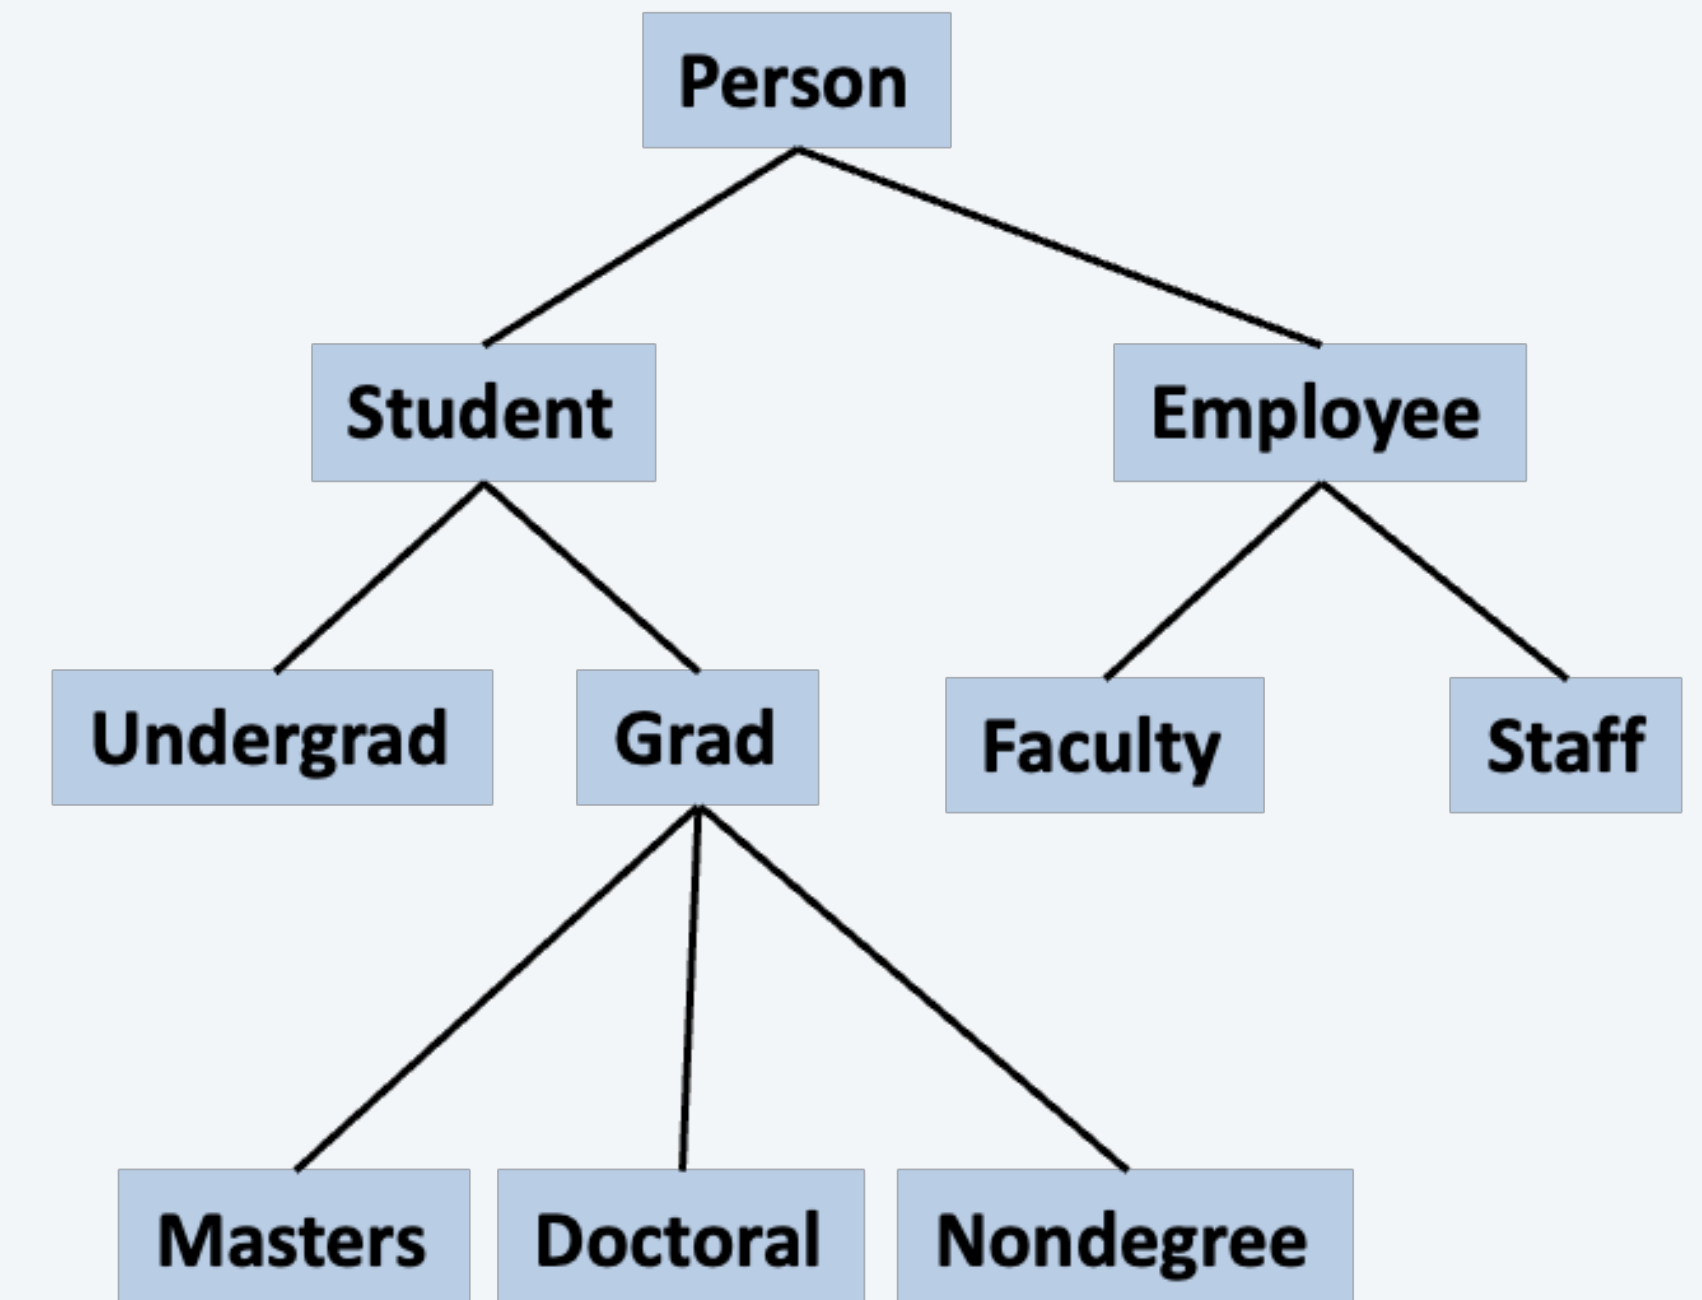 Person
Student
Employee
Undergrad
Grad
Faculty
Staff
Masters
Doctoral
Nondegree